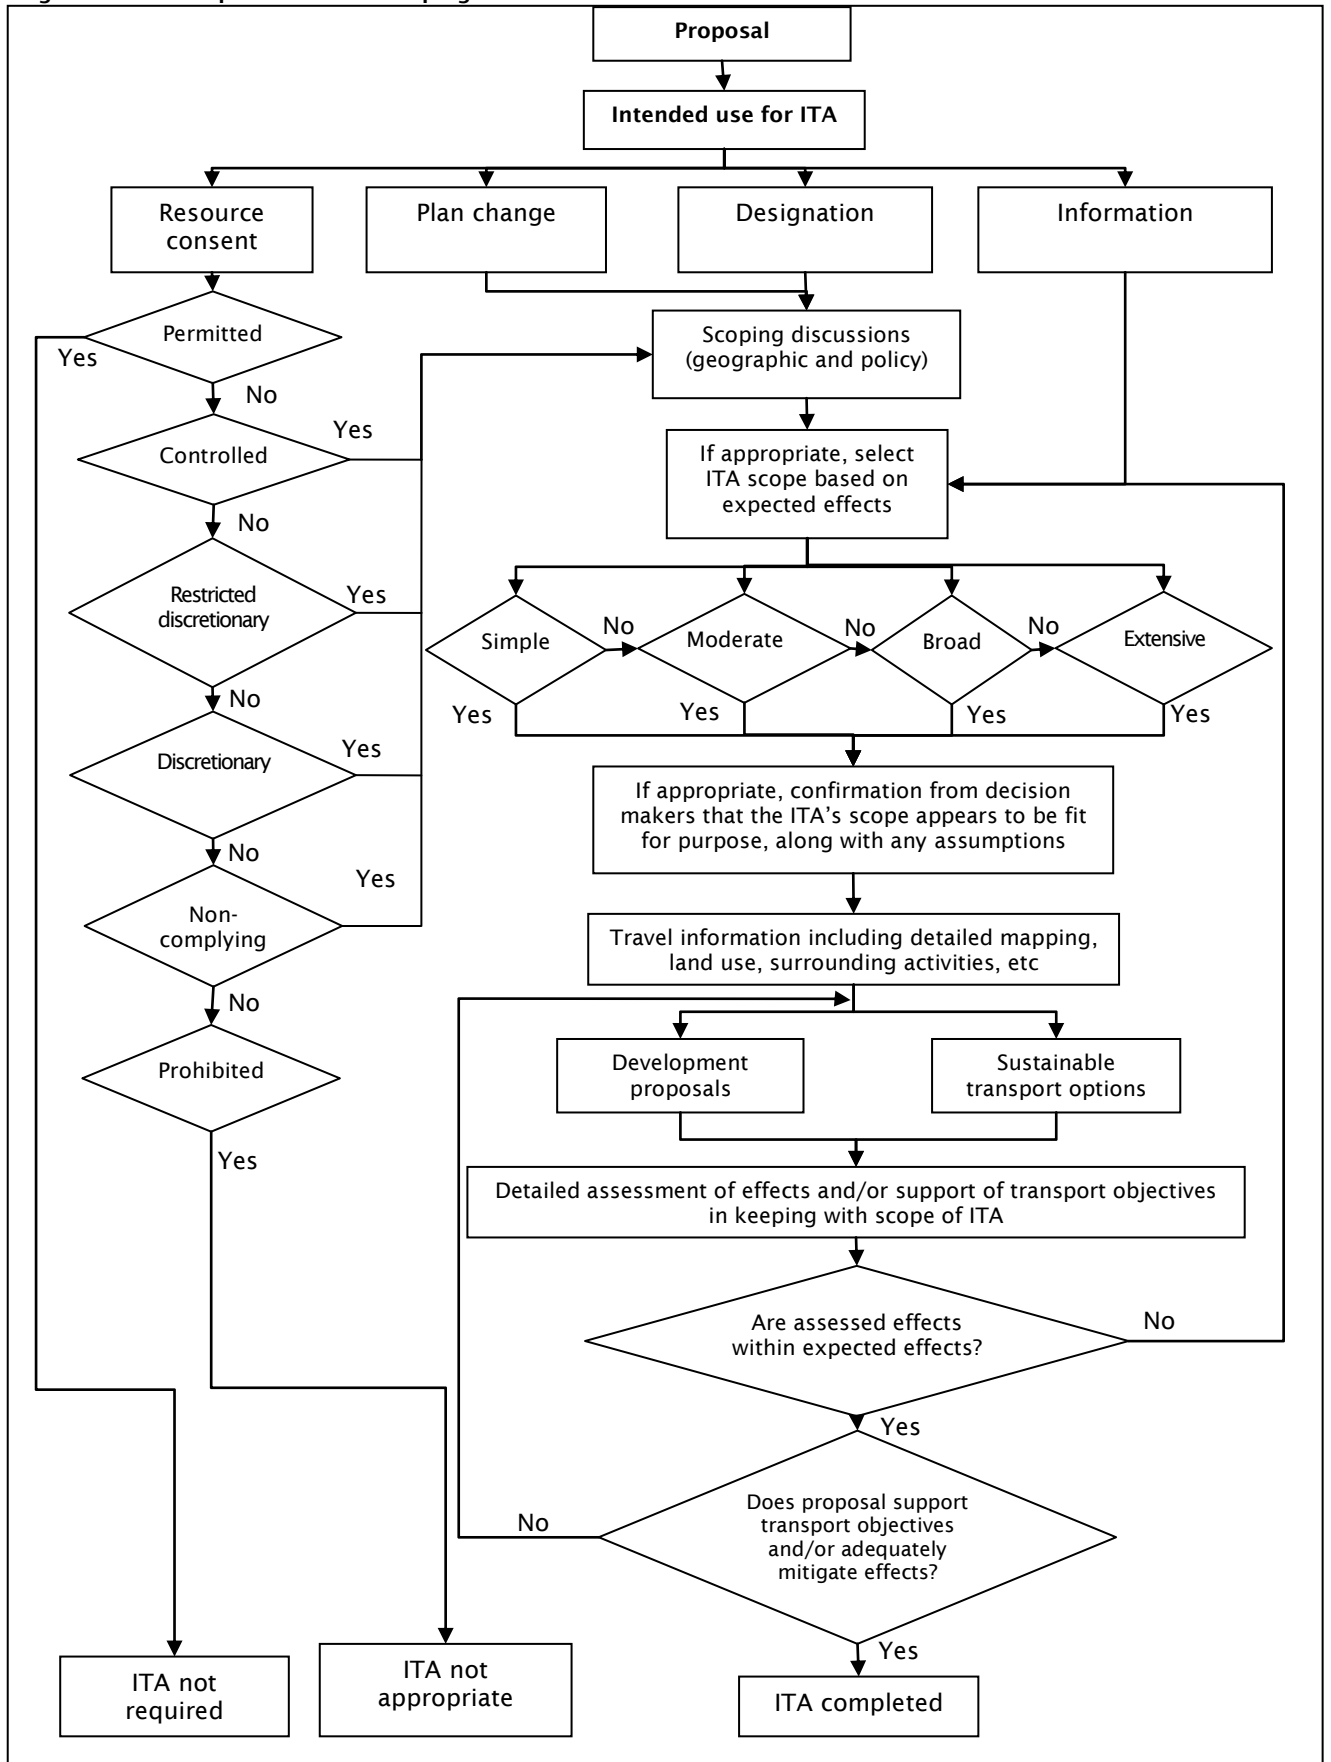 Proposal
Intended use for ITA
Resource
consent
Plan change
Designation
Information
Permitted
Yes
No
Scoping discussions
(geographic and policy)
Controlled
Yes
No
If appropriate, select
ITA scope based on
expected effects
Restricted
discretionary
Yes
No
Simple
No
Moderate
No
Broad
No
Extensive
Yes
Yes
Yes
Yes
Discretionary
Yes
No
If appropriate, confirmation from decision
makers that the ITA’s scope appears to be fit
for purpose, along with any assumptions
Non-
complying
Yes
No
Travel information including detailed mapping,
land use, surrounding activities, etc
Prohibited
Yes
Development
proposals
Sustainable
transport options
Detailed assessment of effects and/or support of transport objectives
in keeping with scope of ITA
Are assessed effects
within expected effects?
No
Yes
Does proposal support
transport objectives
and/or adequately
mitigate effects?
No
Yes
ITA not
required
ITA not
appropriate
ITA completed